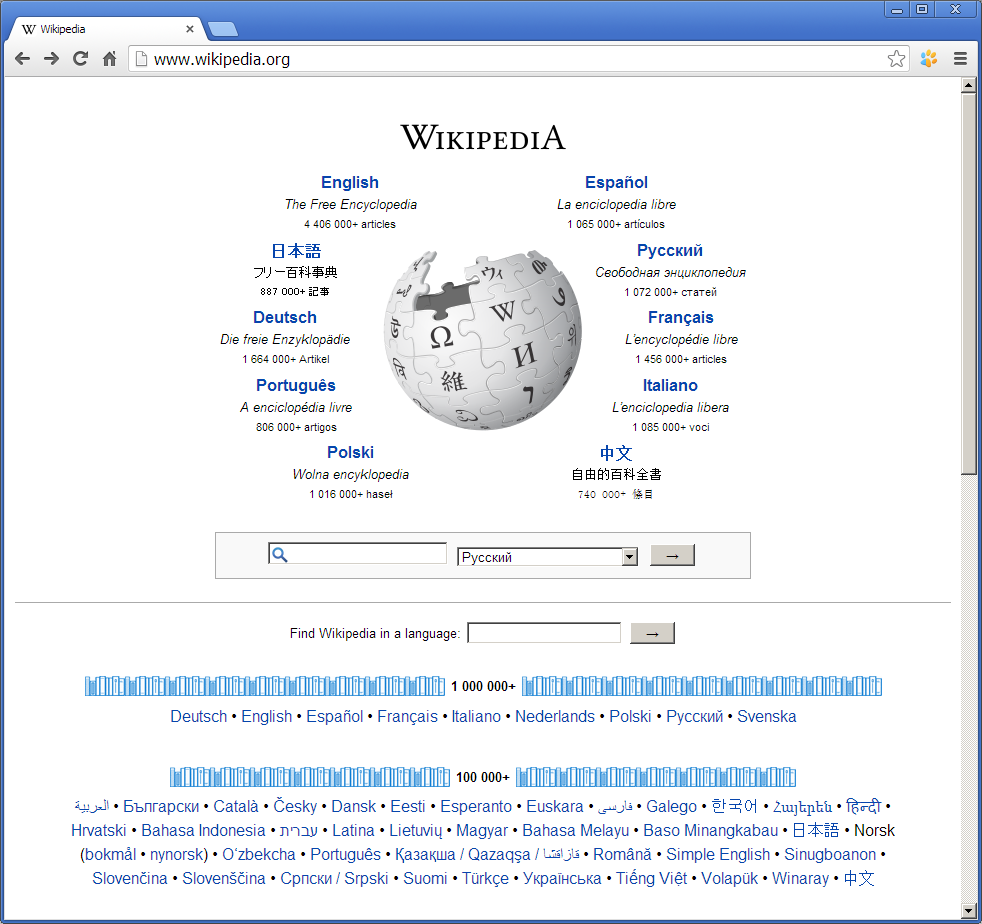 Wikipedia
www.wikipedia.org
WIKIPEDIA
English
The Free Encyclopedia
4 406 000+ articles
Español
La enciclopedia libre
1 065 000+ artículos
日本語
フリー百科事典
887 000+ 記事
Русский
Свободная энциклопедия
1 072 000+ статей
Deutsch
Die freie Enzyklopädie
1 664 000+ Artikel
Français
L'encyclopédie libre
1 456 000+ articles
Português
A enciclopédia livre
806 000+ artigos
Italiano
L'enciclopedia libera
1 085 000+ voci
Polski
Wolna encyklopedia
1 016 000+ haseł
中文
自由的百科全書
740 000+ 條目
Ω W И 維 ウィ
Русский →
Find Wikipedia in a language: →
1 000 000+
Deutsch • English • Español • Français • Italiano • Nederlands • Polski • Русский • Svenska
100 000+
العربية • Български • Català • Česky • Dansk • Eesti • Esperanto • Euskara • فارسی • Galego • 한국어 • Հայերեն • हिन्दी •
Hrvatski • Bahasa Indonesia • עברית • Latina • Lietuvių • Magyar • Bahasa Melayu • Baso Minangkabau • 日本語 • Norsk
(bokmål • nynorsk) • Oʻzbekcha • Português • Қазақша / Qazaqşa / قازاقشا • Română • Simple English • Sinugboanon •
Slovenčina • Slovenščina • Српски / Srpski • Suomi • Türkçe • Українська • Tiếng Việt • Volapük • Winaray • 中文